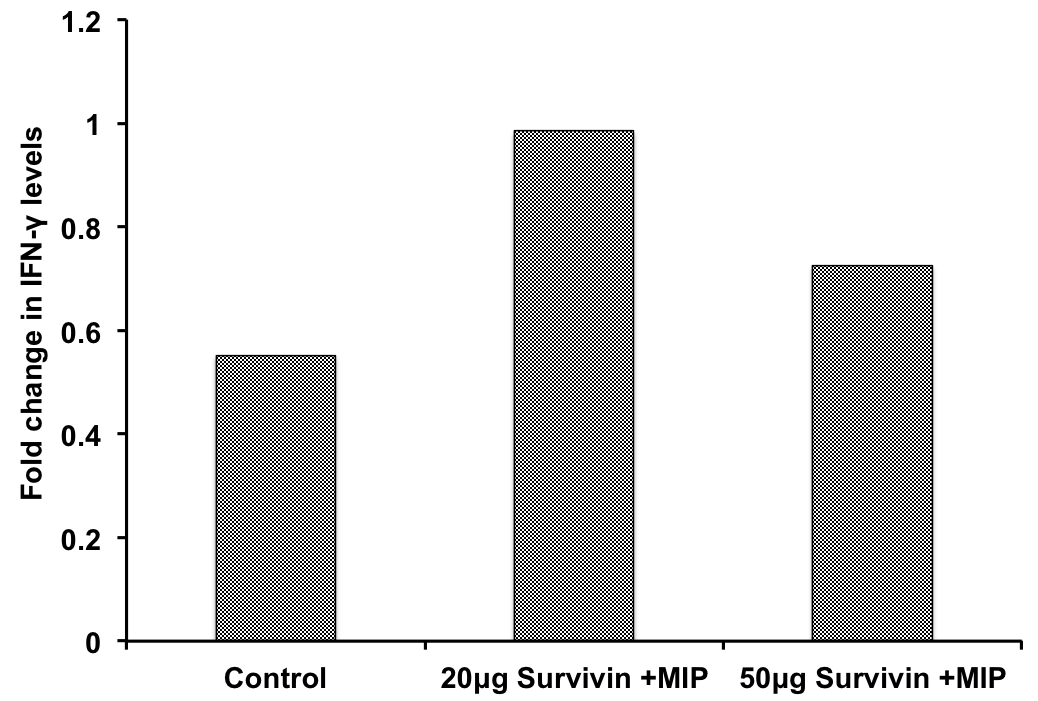 Fold change in IFN-γ levels
1.2
1
0.8
0.6
0.4
0.2
0
Control
20µg Survivin +MIP
50µg Survivin +MIP